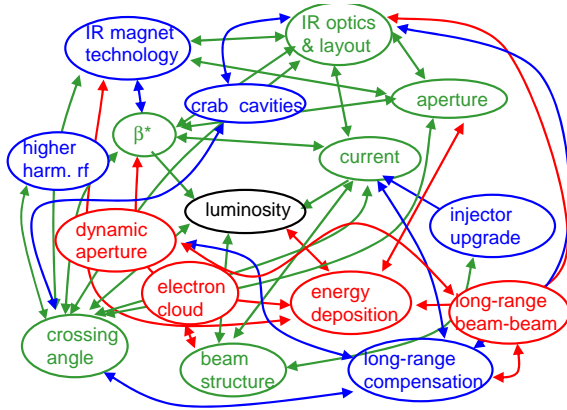 IR optics
& layout
IR magnet
technology
crab cavities
aperture
β*
higher
harm. rf
current
luminosity
injector
upgrade
dynamic
aperture
electron
cloud
energy
deposition
long-range
beam-beam
crossing
angle
beam
structure
long-range
compensation